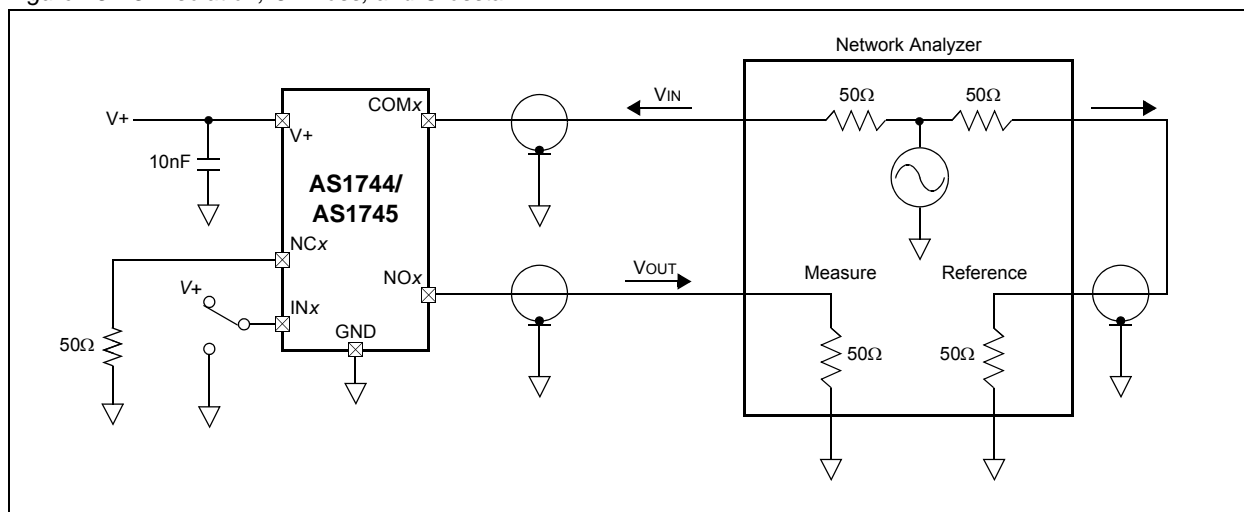 Network Analyzer
COMx
VIN
50Ω
50Ω
V+
V+
10nF
AS1744/
AS1745
NCx
NOx
VOUT
Measure
Reference
V+
INx
GND
50Ω
50Ω
50Ω